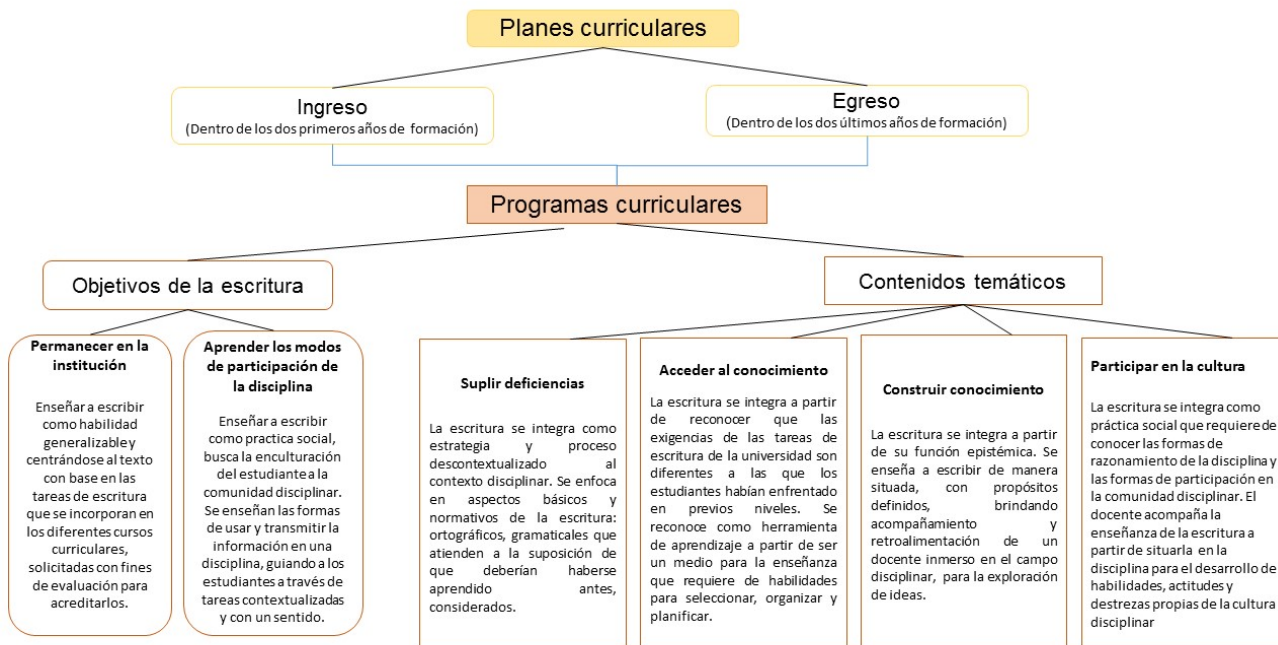 Planes curriculares
Ingreso
(Dentro de los dos primeros años de formación)
Egreso
(Dentro de los dos últimos años de formación)
Programas curriculares
Objetivos de la escritura
Contenidos temáticos
Permanecer en la
institución
Enseñar a escribir
como habilidad
generalizable y
centrándose al texto
con base en las
tareas de escritura
que se incorporan en
los diferentes cursos
curriculares,
solicitadas con fines
de evaluación para
acreditarlos.
Aprender los modos
de participación de
la disciplina
Enseñar a escribir
como practica social,
busca la enculturación
del estudiante a la
comunidad disciplinar.
Se enseñan las formas
de usar y transmitir la
información en una
disciplina, guiando a los
estudiantes a través de
tareas contextualizadas
y con un sentido.
Suplir deficiencias
La escritura se integra como
estrategia y proceso
descontextualizado al
contexto disciplinar. Se enfoca
en aspectos básicos y
normativos de la escritura:
ortográficos, gramaticales que
atienden a la suposición de
que deberían haberse
aprendido antes,
considerados.
Acceder al conocimiento
La escritura se integra a partir
de reconocer que las
exigencias de las tareas de
escritura de la universidad son
diferentes a las que los
estudiantes habían enfrentado
en previos niveles. Se
reconoce como herramienta
de aprendizaje a partir de ser
un medio para la enseñanza
que requiere de habilidades
para seleccionar, organizar y
planificar.
Construir conocimiento
La escritura se integra a partir
de su función epistémica. Se
enseña a escribir de manera
situada, con propósitos
definidos, brindando
acompañamiento y
retroalimentación de un
docente inmerso en el campo
disciplinar, para la exploración
de ideas.
Participar en la cultura
La escritura se integra como
práctica social que requiere de
conocer las formas de
razonamiento de la disciplina y
las formas de participación en
la comunidad disciplinar. El
docente acompaña la
enseñanza de la escritura a
partir de situarla en la
disciplina para el desarrollo de
habilidades, actitudes y
destrezas propias de la cultura
disciplinar